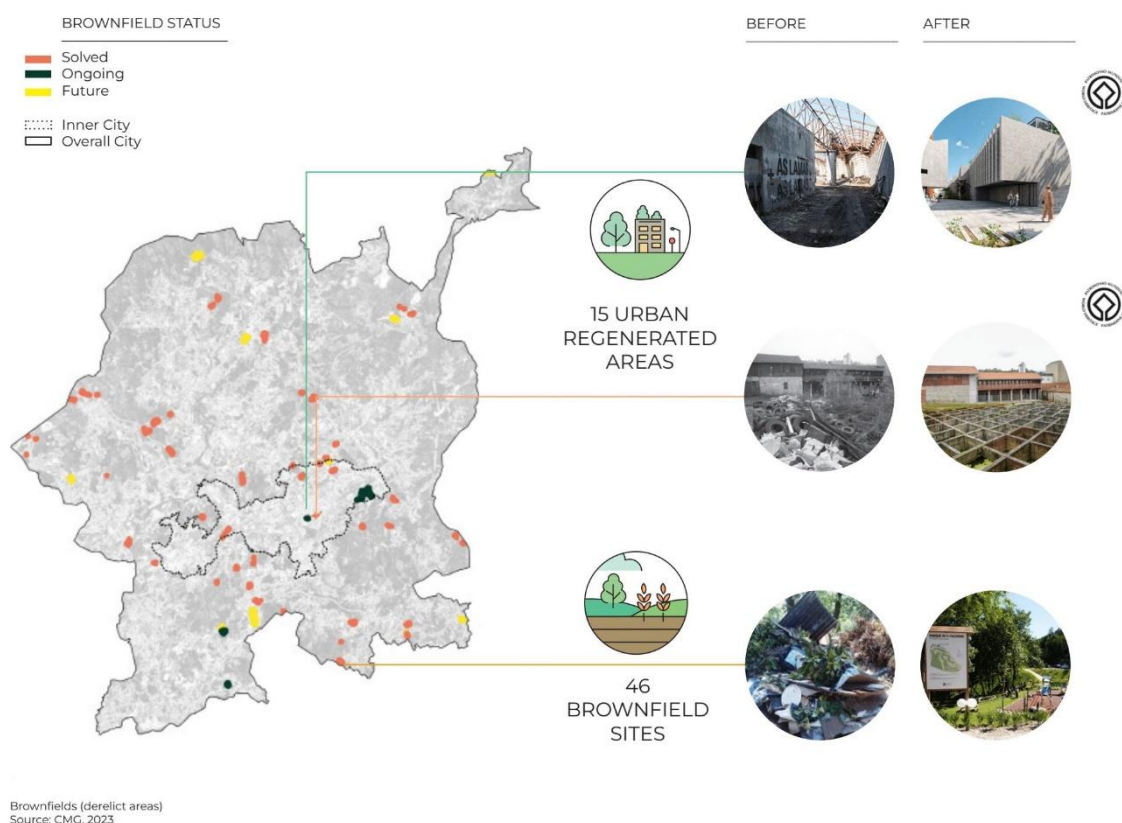 BROWNFIELD STATUS
Solved
Ongoing
Future
Inner City
Overall City
BEFORE
AFTER
15 URBAN
REGENERATED
AREAS
46
BROWNFIELD
SITES
Brownfields (derelict areas)
Source: CMG, 2023